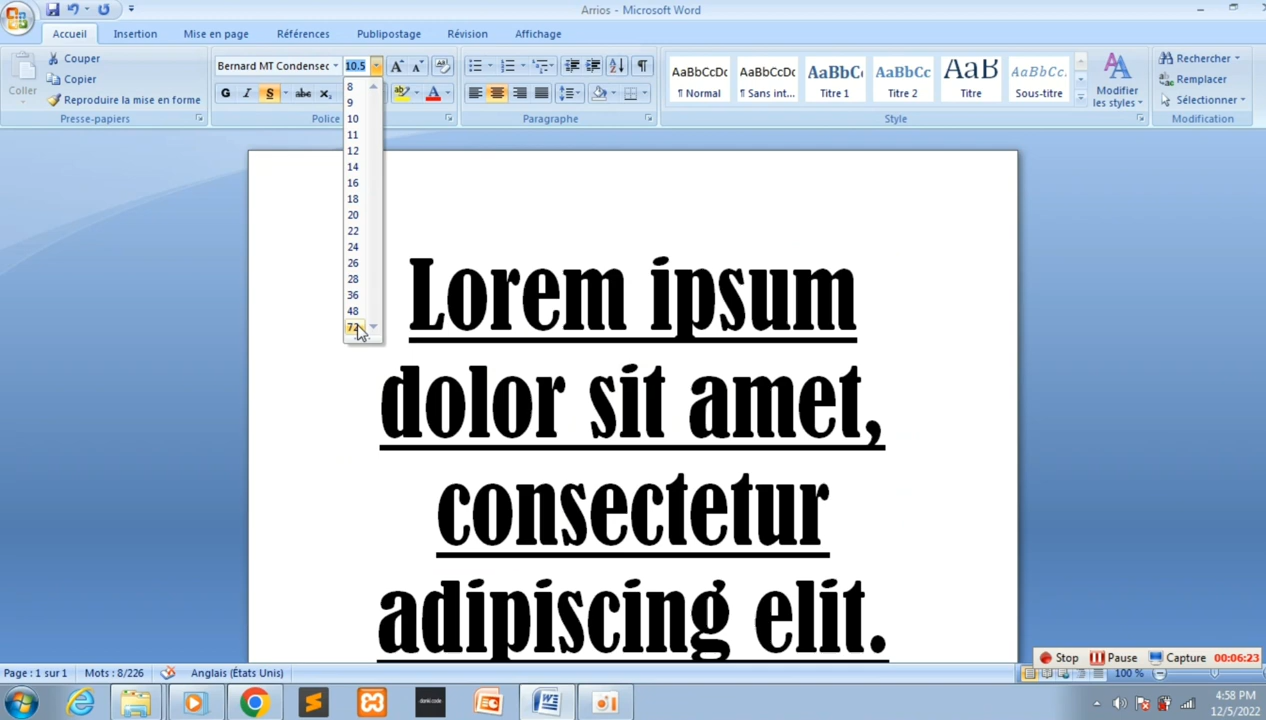 Arrios - Microsoft Word
Accueil Insertion Mise en page Références Publipostage Révision Affichage
Coller
Couper
Copier
Reproduire la mise en forme
Presse-papiers
Bernard MT Condensec 10.5
G I S abc x
Police
8
9
10
11
12
14
16
18
20
22
24
26
28
36
48
72
Paragraphe
AaBbCcDc AaBbCcDc AaBbC AaBbCc AaB AaBbCc.
¶ Normal ¶ Sans int... Titre 1 Titre 2 Titre Sous-titre
Modifier
les styles
Style
Rechercher
Remplacer
Sélectionner
Modification
Lorem ipsum
dolor sit amet,
consectetur
adipiscing elit.
Stop Pause Capture 00:06:23
Page : 1 sur 1 Mots : 8/226 Anglais (États Unis) 100 %
danki code
4:58 PM
12/5/2022